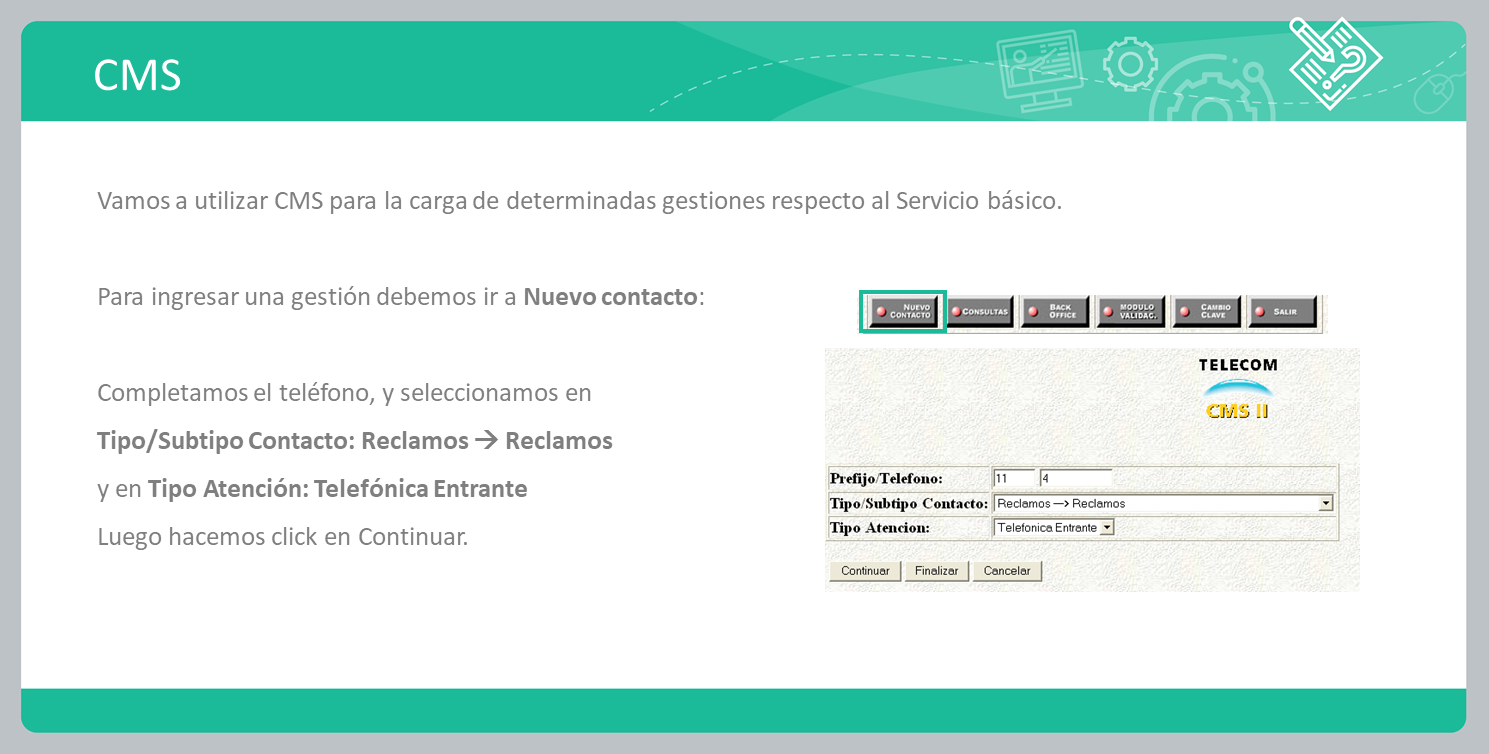 CMS
Vamos a utilizar CMS para la carga de determinadas gestiones respecto al Servicio básico.
Para ingresar una gestión debemos ir a Nuevo contacto:
NUEVO CONTACTO
CONSULTAS
BACK OFFICE
MODULO VALIDAC.
CAMBIO CLAVE
SALIR
Completamos el teléfono, y seleccionamos en
Tipo/Subtipo Contacto: Reclamos → Reclamos
y en Tipo Atención: Telefónica Entrante
Luego hacemos click en Continuar.
TELECOM
CMS II
Prefijo/Telefono: 11 4
Tipo/Subtipo Contacto: Reclamos —> Reclamos
Tipo Atencion: Telefonica Entrante
Continuar Finalizar Cancelar